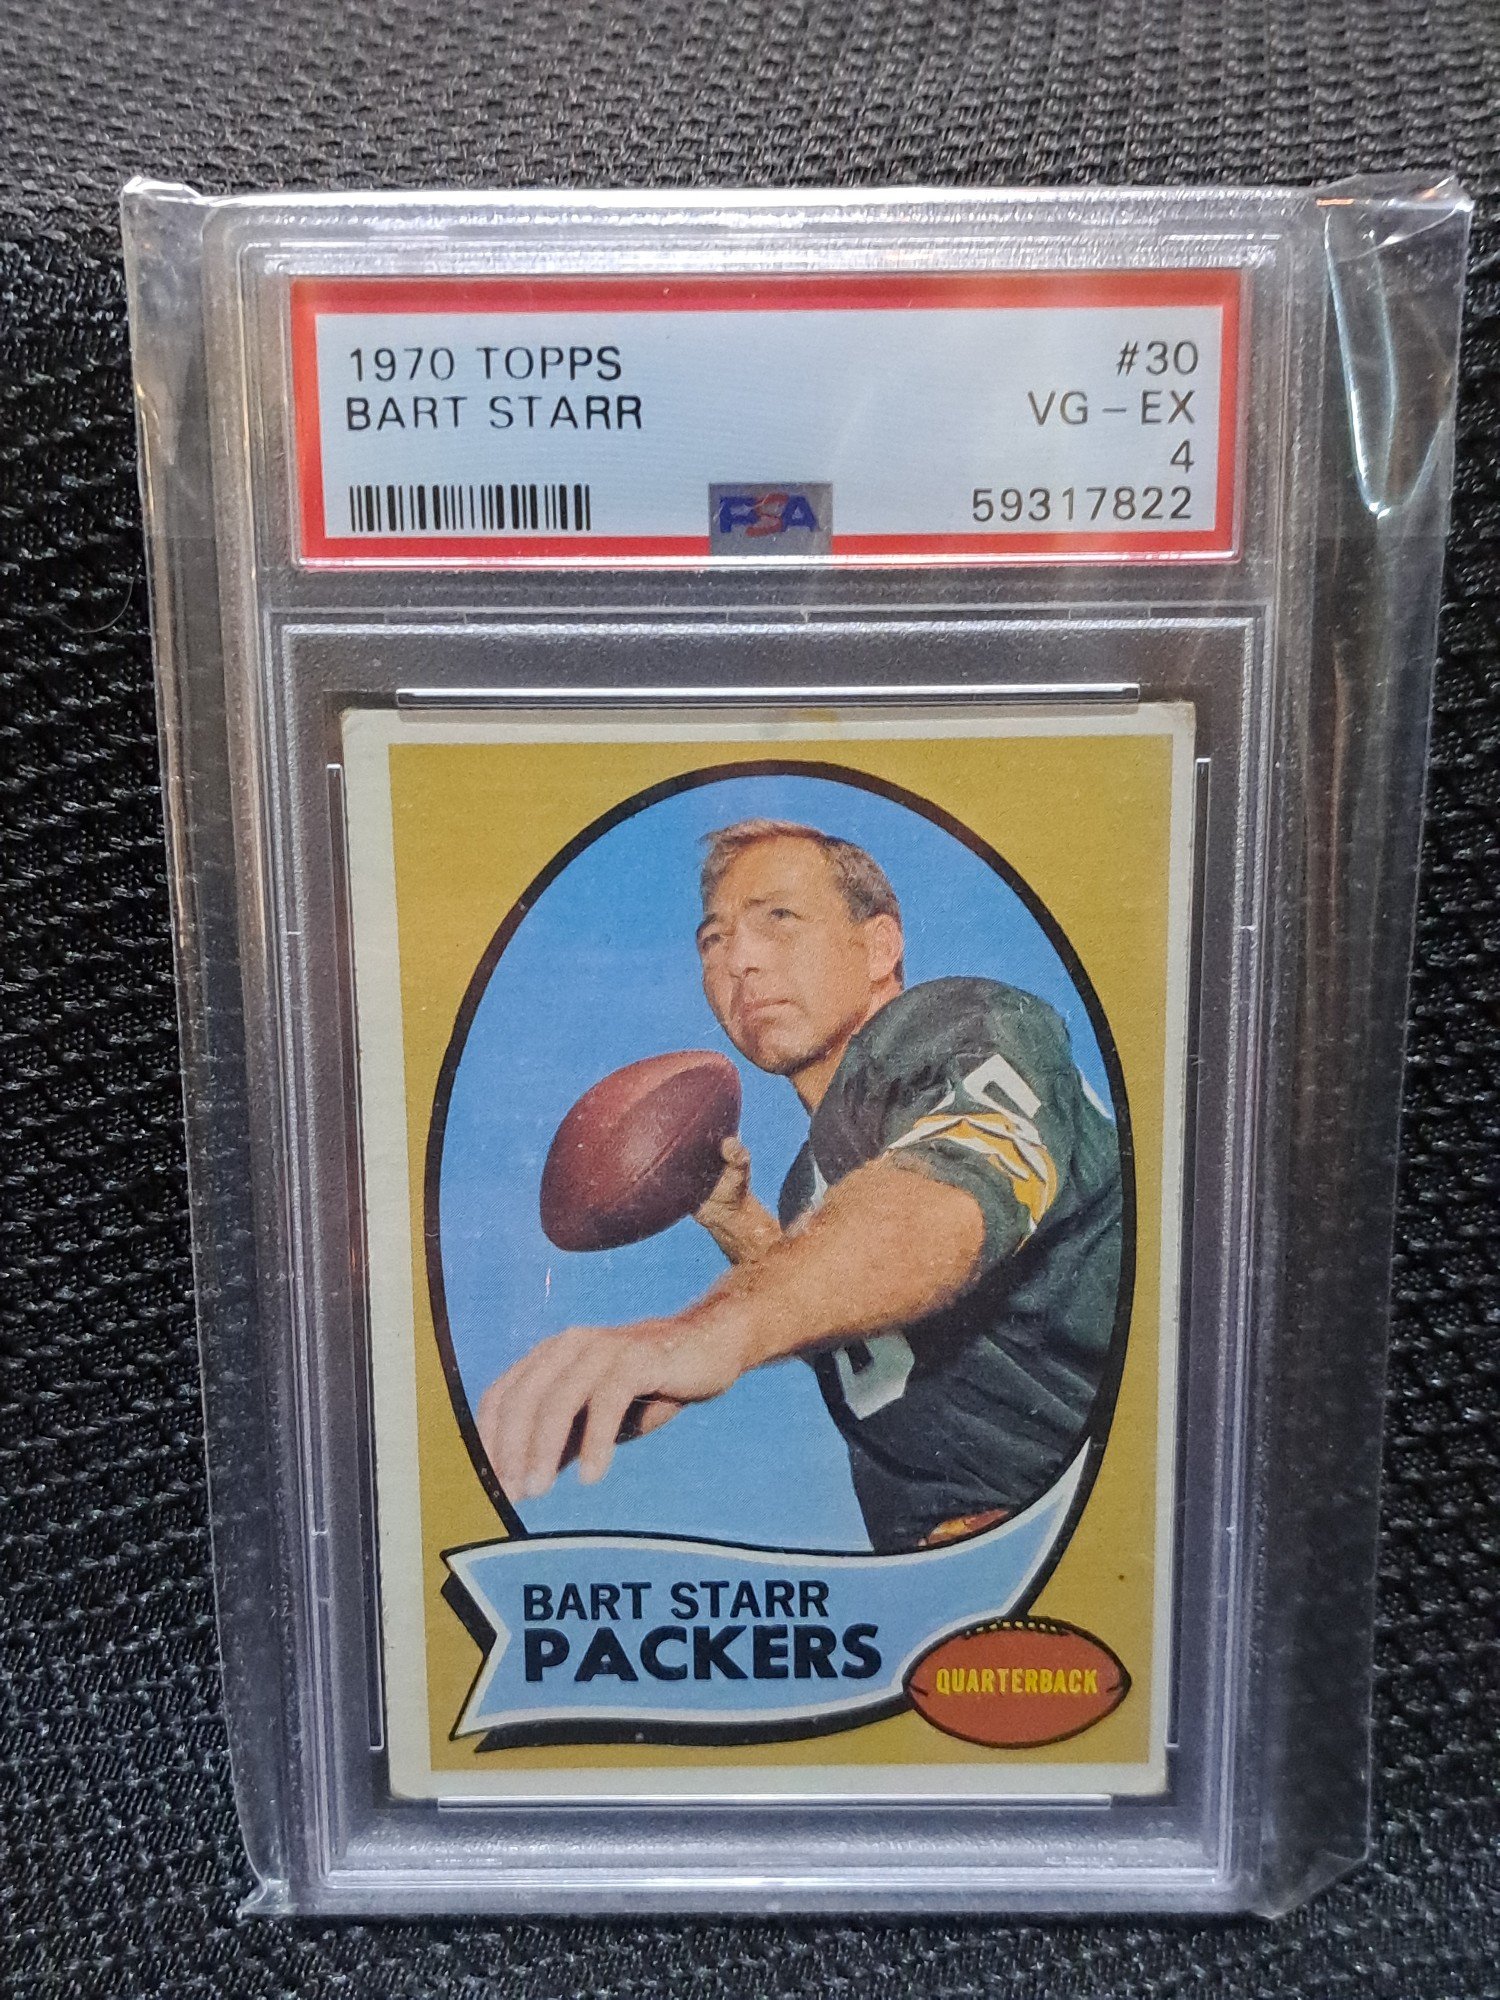 1970 TOPPS #30
BART STARR VG - EX
4
PSA 59317822
BART STARR
PACKERS
QUARTERBACK